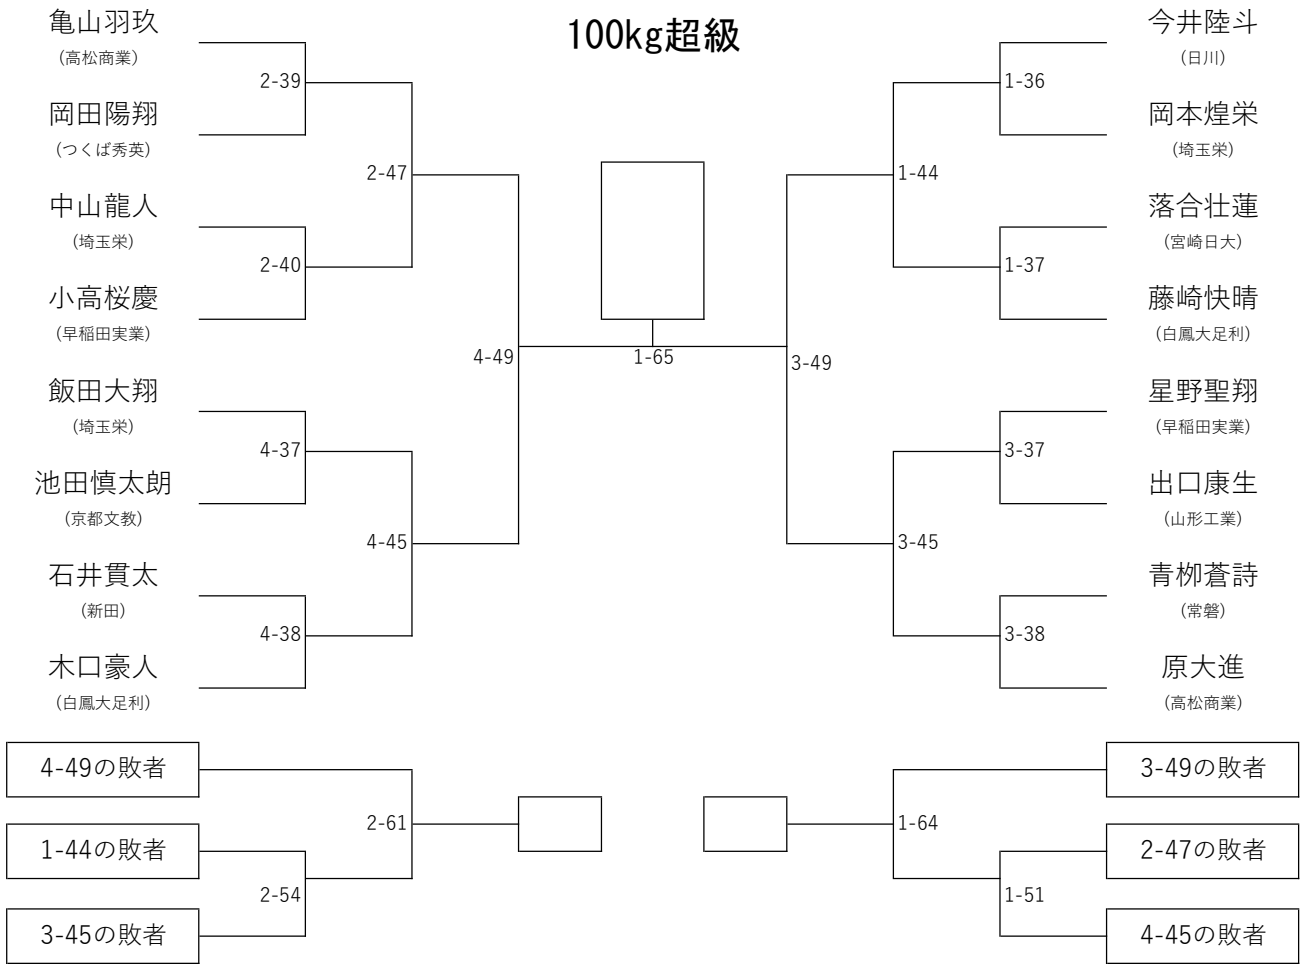 100kg超級
亀山羽玖
(高松商業)
2-39
岡田陽翔
(つくば秀英)
2-47
中山龍人
(埼玉栄)
2-40
小高桜慶
(早稲田実業)
4-49
飯田大翔
(埼玉栄)
4-37
池田慎太朗
(京都文教)
4-45
石井貫太
(新田)
4-38
木口豪人
(白鳳大足利)
1-65
今井陸斗
(日川)
1-36
岡本煌栄
(埼玉栄)
1-44
落合壮蓮
(宮崎日大)
1-37
藤崎快晴
(白鳳大足利)
3-49
星野聖翔
(早稲田実業)
3-37
出口康生
(山形工業)
3-45
青栁蒼詩
(常磐)
3-38
原大進
(高松商業)
4-49の敗者
2-61
1-44の敗者
2-54
3-45の敗者
3-49の敗者
1-64
2-47の敗者
1-51
4-45の敗者